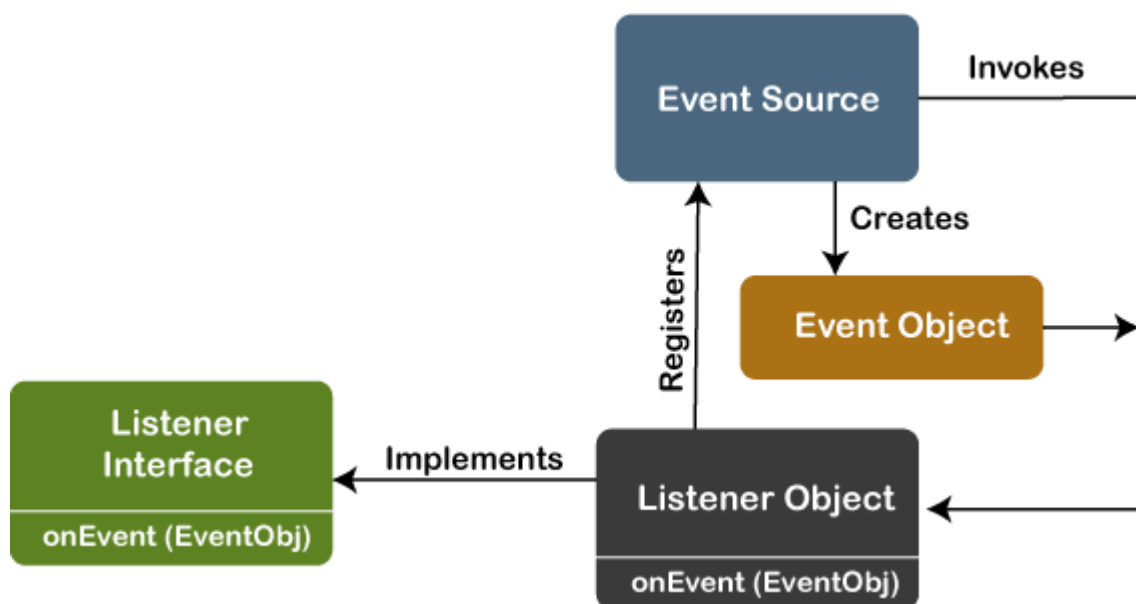 Event Source
Invokes
Creates
Registers
Event Object
Listener
Interface
onEvent (EventObj)
Implements
Listener Object
onEvent (EventObj)